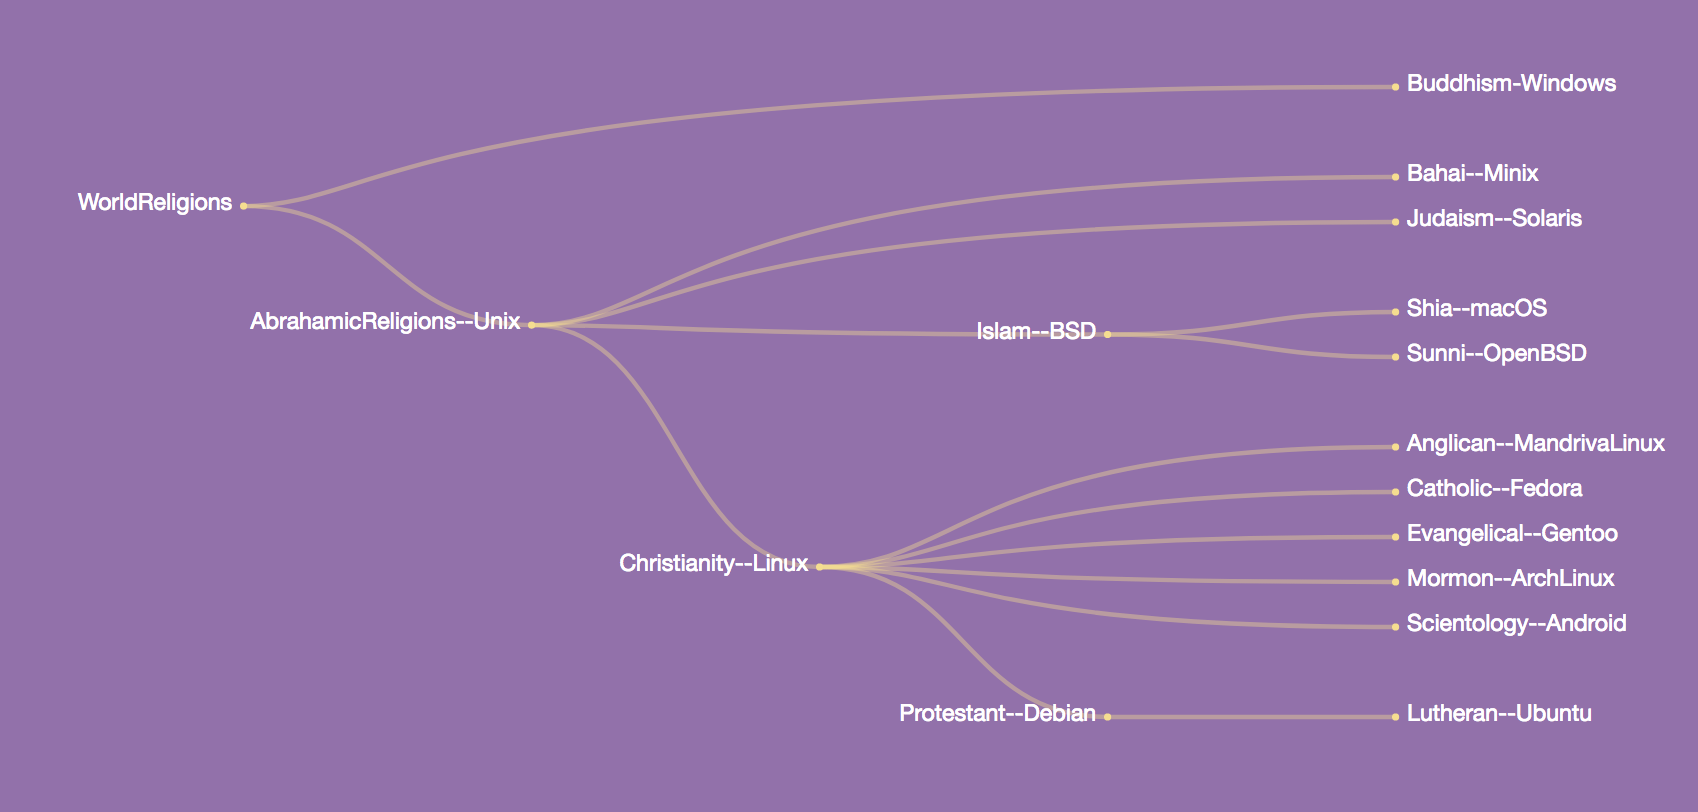 Buddhism-Windows
Bahai--Minix
WorldReligions
Judaism--Solaris
Shia--macOS
AbrahamicReligions--Unix
Islam--BSD
Sunni--OpenBSD
Anglican--MandrivaLinux
Catholic--Fedora
Evangelical--Gentoo
Christianity--Linux
Mormon--ArchLinux
Scientology--Android
Protestant--Debian
Lutheran--Ubuntu